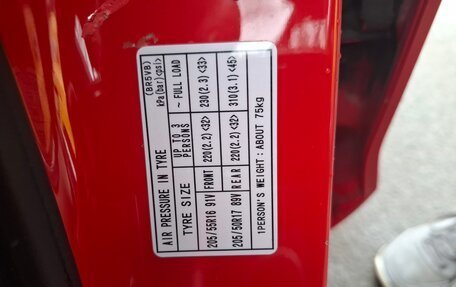 AIR PRESSURE IN TYRE (BR5VB) kPa(bar)<psi>
TYRE SIZE UP TO 3 PERSONS ~ FULL LOAD
205/55R16 91V FRONT 220(2.2)<32> 230(2.3)<33>
205/50R17 89V REAR 220(2.2)<32> 310(3.1)<45>
1PERSON'S WEIGHT: ABOUT 75kg